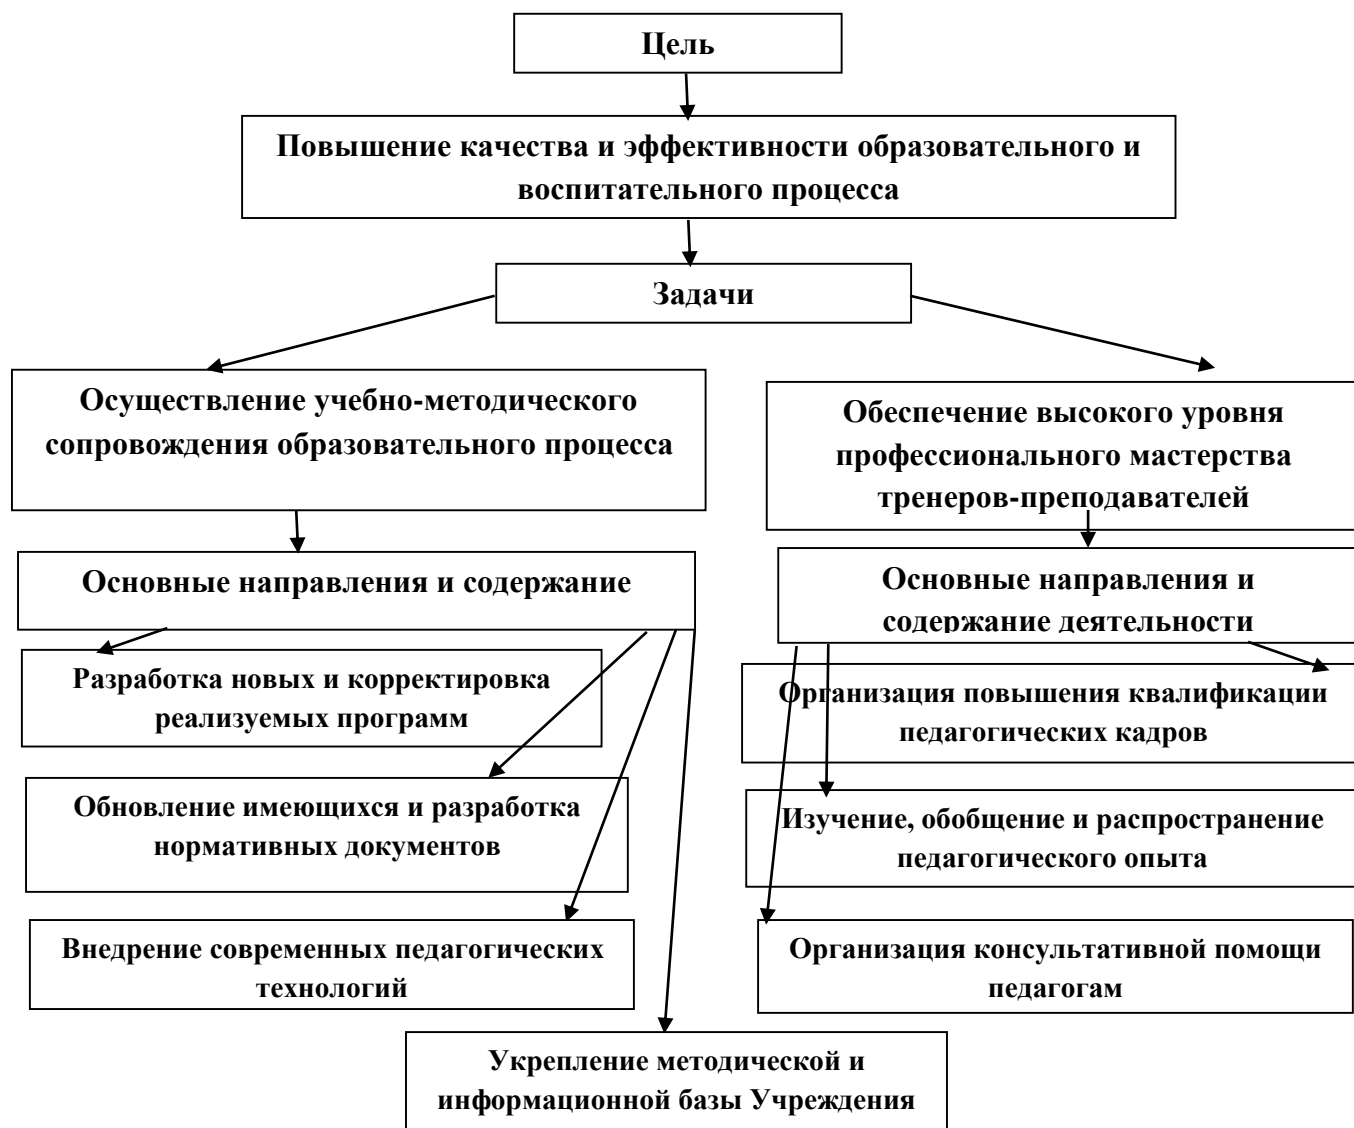 Цель
Повышение качества и эффективности образовательного и
воспитательного процесса
Задачи
Осуществление учебно-методического
сопровождения образовательного процесса
Обеспечение высокого уровня
профессионального мастерства
тренеров-преподавателей
Основные направления и содержание
Основные направления и
содержание деятельности
Разработка новых и корректировка
реализуемых программ
Организация повышения квалификации
педагогических кадров
Обновление имеющихся и разработка
нормативных документов
Изучение, обобщение и распространение
педагогического опыта
Внедрение современных педагогических
технологий
Организация консультативной помощи
педагогам
Укрепление методической и
информационной базы Учреждения